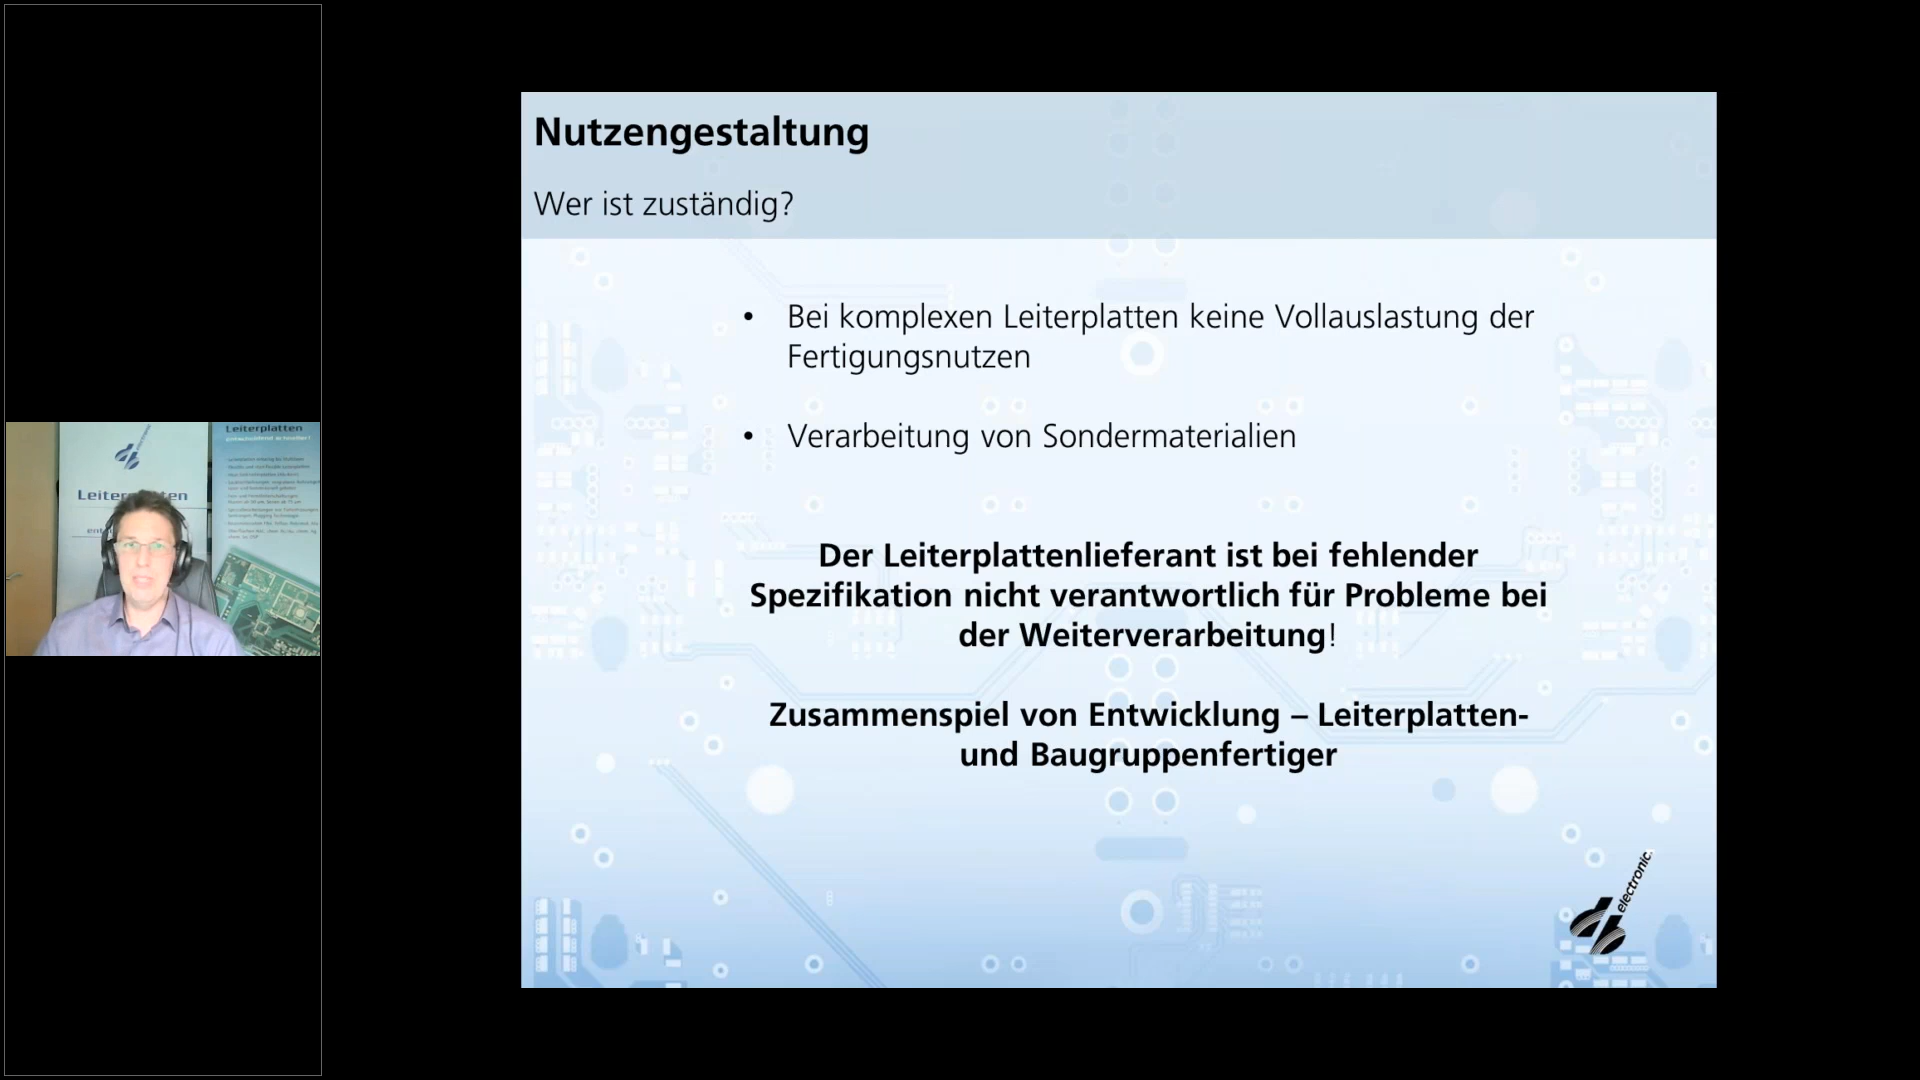 Nutzengestaltung
Wer ist zuständig?
• Bei komplexen Leiterplatten keine Vollauslastung der
Fertigungsnutzen
• Verarbeitung von Sondermaterialien
Der Leiterplattenlieferant ist bei fehlender
Spezifikation nicht verantwortlich für Probleme bei
der Weiterverarbeitung!
Zusammenspiel von Entwicklung – Leiterplatten-
und Baugruppenfertiger
electronic
Leiterplatten